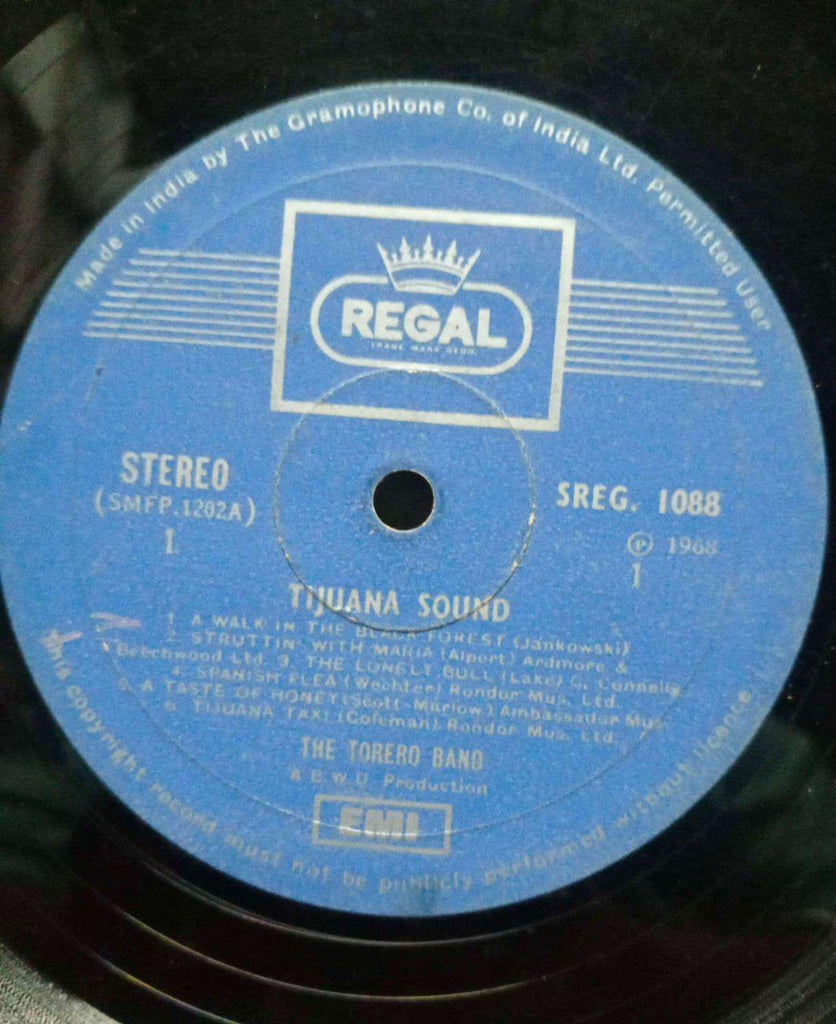 Made in India by The Gramophone Co. of India Ltd. Permitted User
REGAL
TRADE MARK REGD.
STEREO
(SMFP.1202A)
I
SREG. 1088
℗ 1968
1
TIJUANA SOUND
1 A WALK IN THE BLACK FOREST (Jankowski)
2 STRUTTIN' WITH MARIA (Alpert) Ardmore &
Beechwood Ltd. 3. THE LONELY BULL (Lake) C. Connelly
4. SPANISH FLEA (Wechter) Rondor Mus. Ltd.
5. A TASTE OF HONEY (Scott-Marlow) Ambassador Mus.
6 TIJUANA TAXI (Coleman) Rondor Mus. Ltd.
THE TORERO BAND
A B.W.D. Production
EMI
This copyright record must not be publicly performed without licence.